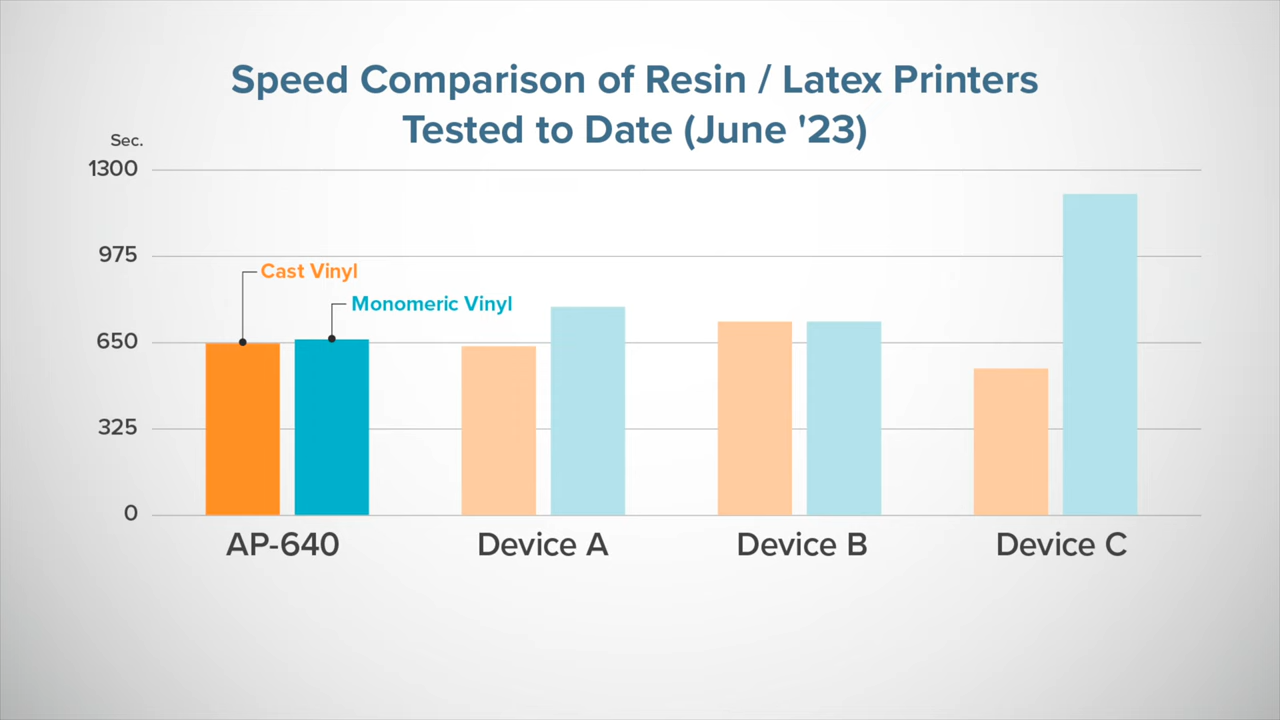 Speed Comparison of Resin / Latex Printers
Tested to Date (June '23)
Sec.
1300
975
650
325
0
Cast Vinyl
Monomeric Vinyl
AP-640
Device A
Device B
Device C